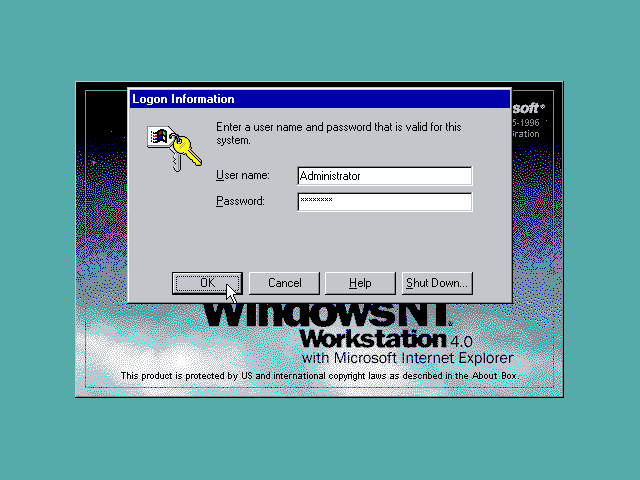 Logon Information
soft®
5-1996
ration
Enter a user name and password that is valid for this
system.
User name: Administrator
Password: xxxxxxxx
OK Cancel Help Shut Down...
WindowsNT.
Workstation 4.0
with Microsoft Internet Explorer
This product is protected by US and international copyright laws as described in the About Box.